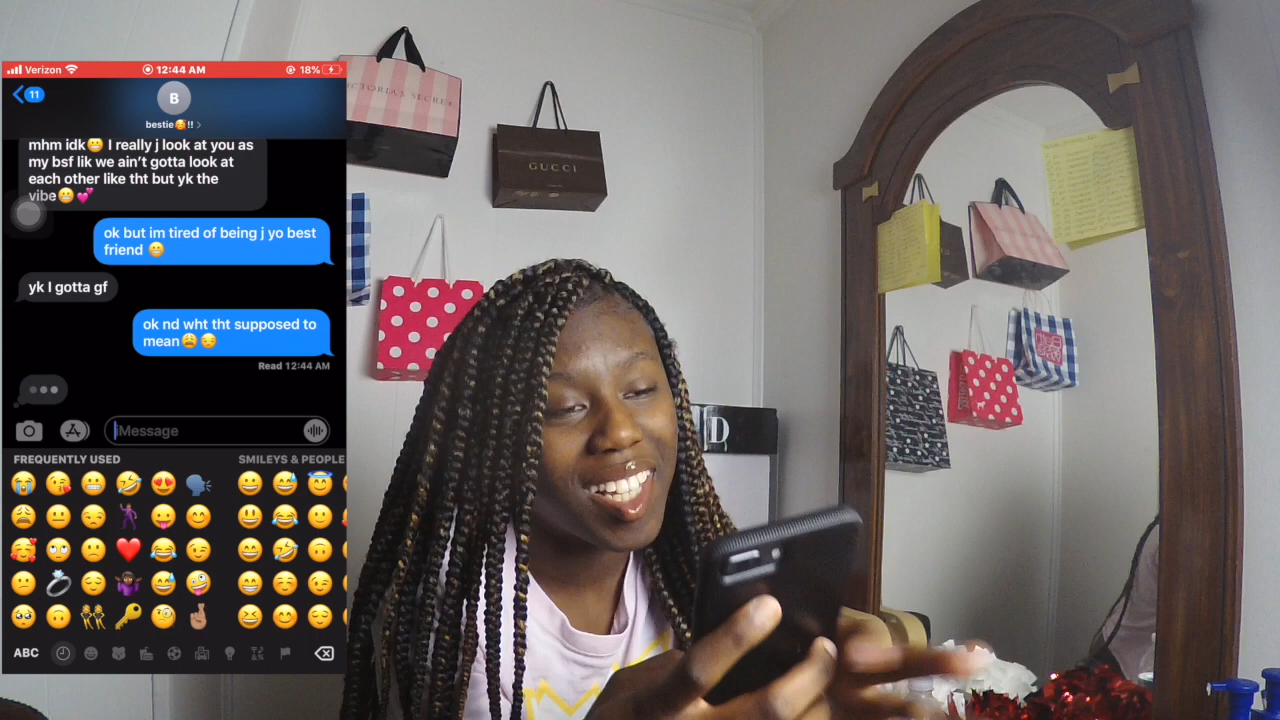 Verizon 12:44 AM 18%
11
B
bestie🥰!! >
mhm idk😬 I really j look at you as
my bsf lik we ain't gotta look at
each other like tht but yk the
vibe😬💕
ok but im tired of being j yo best
friend 😁
yk I gotta gf
ok nd wht tht supposed to
mean😩😒
Read 12:44 AM
iMessage
FREQUENTLY USED SMILEYS & PEOPLE
ABC
VICTORIA'S SECRET
GUCCI
D